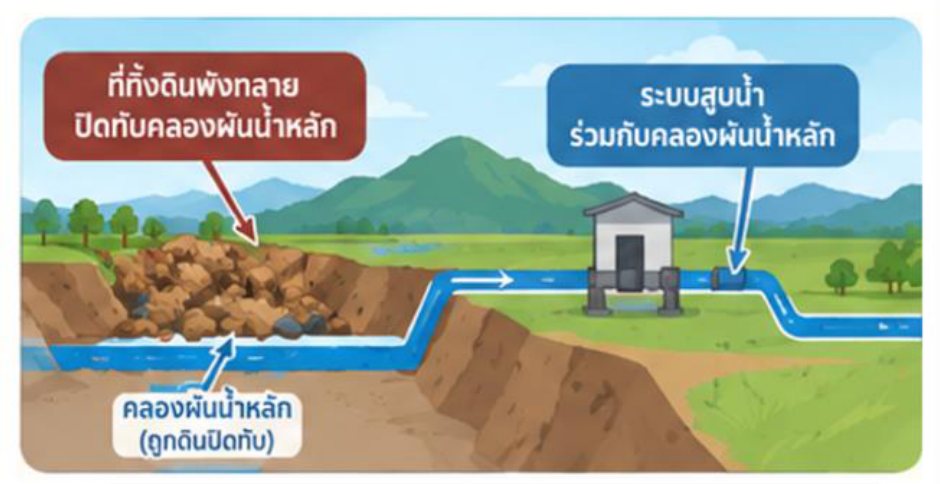 ที่ทิ้งดินพังทลาย
ปิดทับคลองผันน้ำหลัก
ระบบสูบน้ำ
ร่วมกับคลองผันน้ำหลัก
คลองผันน้ำหลัก
(ถูกดินปิดทับ)